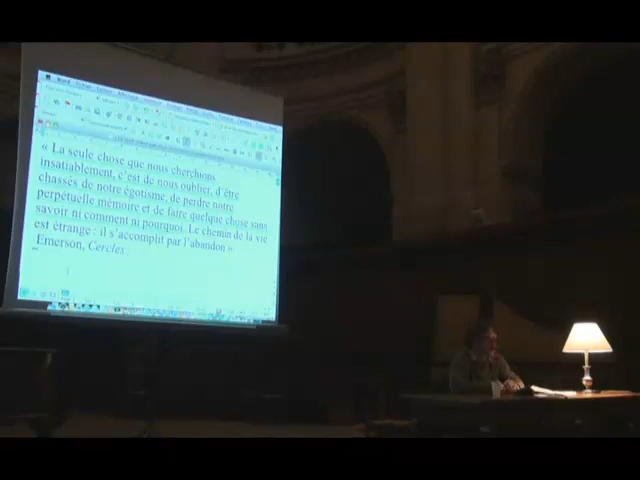 « La seule chose que nous cherchions
insatiablement, c'est de nous oublier, d'être
chassés de notre égotisme, de perdre notre
perpétuelle mémoire et de faire quelque chose sans
savoir ni comment ni pourquoi. Le chemin de la vie
est étrange : il s'accomplit par l'abandon »
Emerson, Cercles